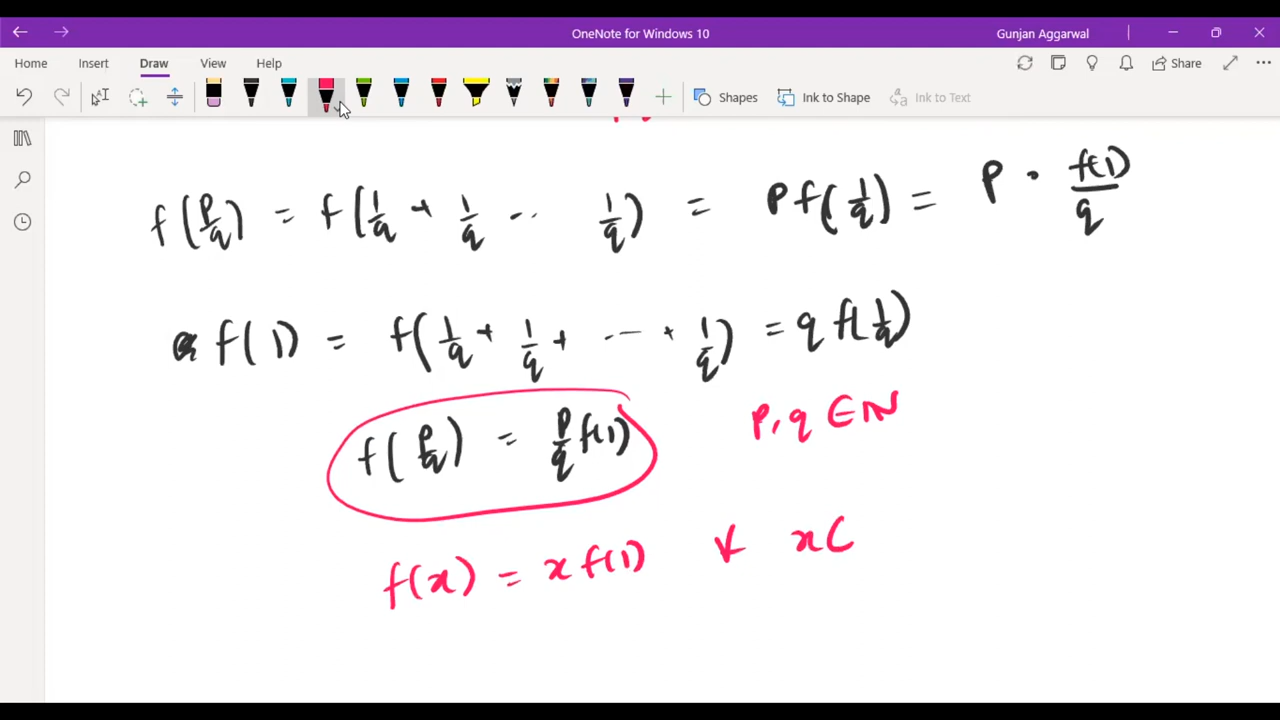 OneNote for Windows 10
Gunjan Aggarwal
Home Insert Draw View Help
Share
Shapes Ink to Shape Ink to Text
f(p/q) = f(1/q + 1/q ... 1/q) = p f(1/q) = p · f(1)/q
f(1) = f(1/q + 1/q + ... + 1/q) = q f(1/q)
f(p/q) = p/q f(1)
p, q ∈ N
f(x) = x f(1) ∀ x